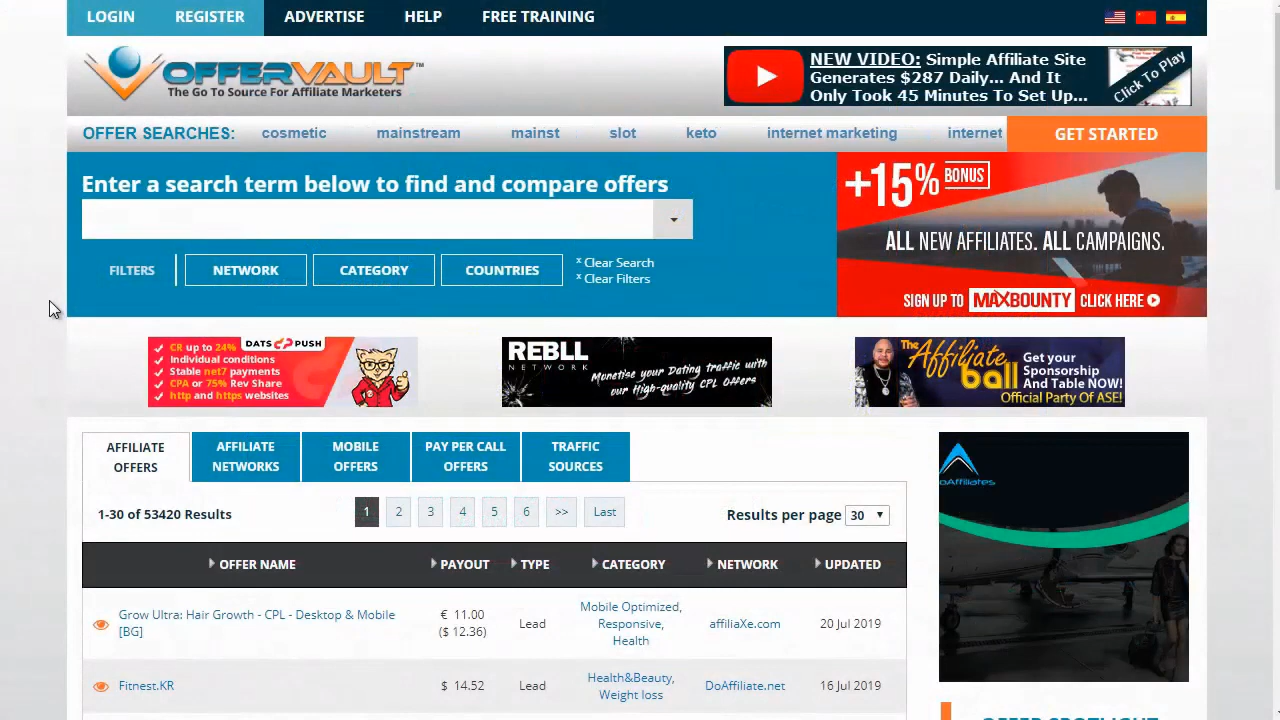 LOGIN
REGISTER
ADVERTISE
HELP
FREE TRAINING
OFFERVAULT™
The Go To Source For Affiliate Marketers
NEW VIDEO: Simple Affiliate Site
Generates $287 Daily... And It
Only Took 45 Minutes To Set Up...
Click To Play
OFFER SEARCHES:
cosmetic
mainstream
mainst
slot
keto
internet marketing
internet
GET STARTED
Enter a search term below to find and compare offers
FILTERS
NETWORK
CATEGORY
COUNTRIES
x Clear Search
x Clear Filters
+15% BONUS
ALL NEW AFFILIATES. ALL CAMPAIGNS.
SIGN UP TO MAXBOUNTY CLICK HERE
DATS PUSH
CR up to 24%
Individual conditions
Stable net7 payments
CPA or 75% Rev Share
http and https websites
REBLL
NETWORK
Monetise your Dating traffic with
our High-quality CPL Offers
The Affiliate
ball
Get your
Sponsorship
And Table NOW!
Official Party Of ASE!
AFFILIATE
OFFERS
AFFILIATE
NETWORKS
MOBILE
OFFERS
PAY PER CALL
OFFERS
TRAFFIC
SOURCES
1-30 of 53420 Results
1 2 3 4 5 6 >> Last
Results per page 30
OFFER NAME PAYOUT TYPE CATEGORY NETWORK UPDATED
Grow Ultra: Hair Growth - CPL - Desktop & Mobile
[BG]
€ 11.00
($ 12.36)
Lead
Mobile Optimized,
Responsive,
Health
affiliaXe.com
20 Jul 2019
Fitnest.KR
$ 14.52
Lead
Health&Beauty,
Weight loss
DoAffiliate.net
16 Jul 2019
oAffiliates
OFFER SPOTLIGHT